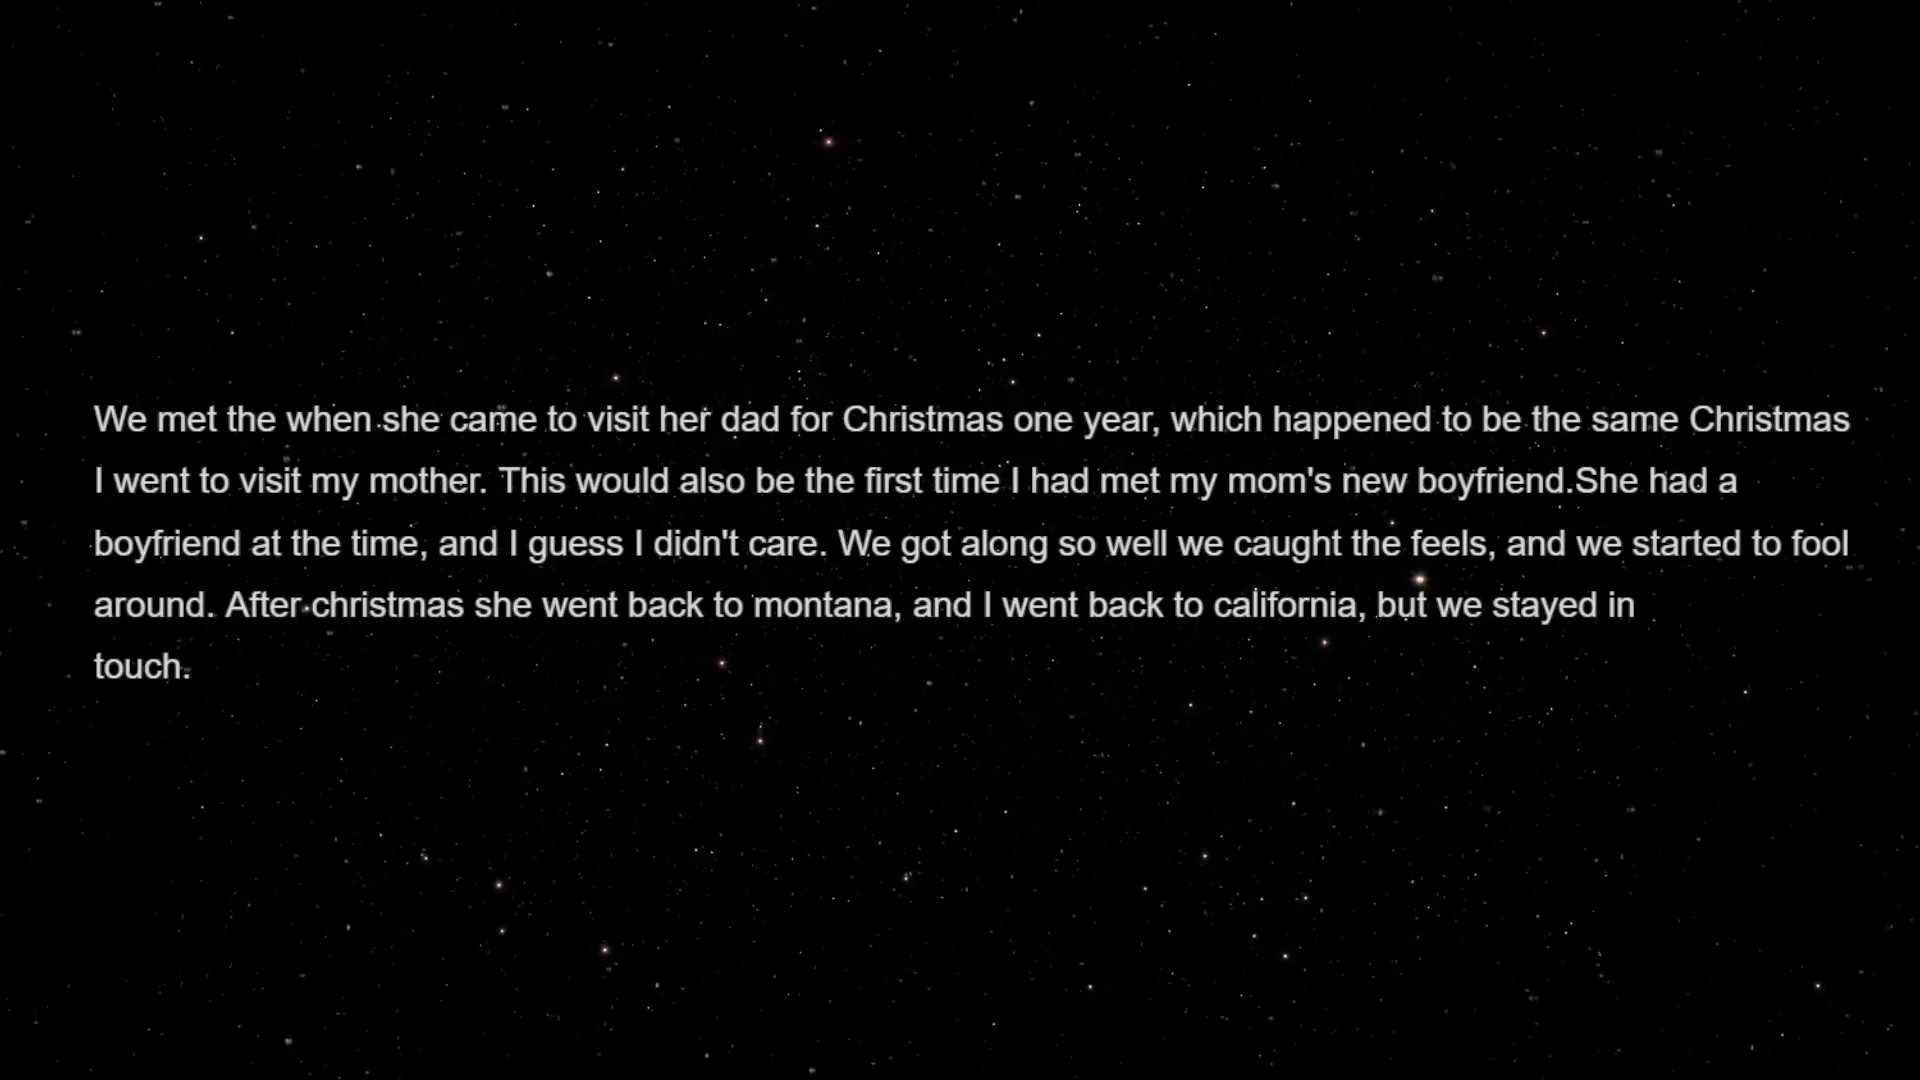 We met the when she came to visit her dad for Christmas one year, which happened to be the same Christmas
I went to visit my mother. This would also be the first time I had met my mom's new boyfriend.She had a
boyfriend at the time, and I guess I didn't care. We got along so well we caught the feels, and we started to fool
around. After christmas she went back to montana, and I went back to california, but we stayed in
touch.